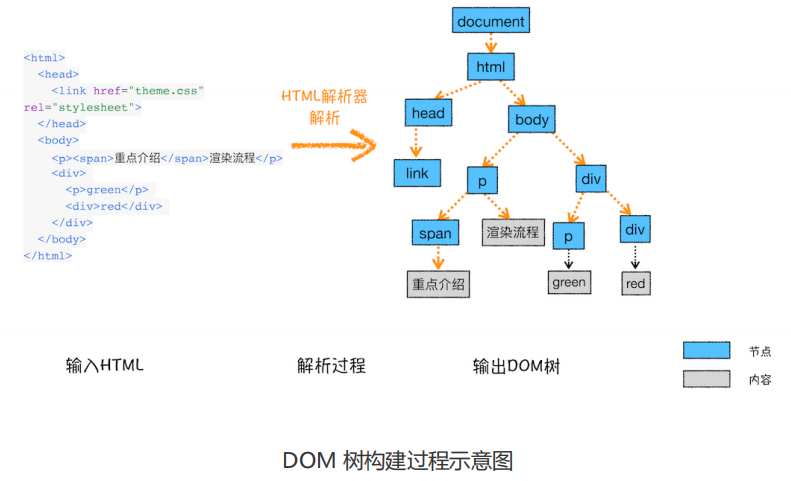 <html>
<head>
<link href="theme.css"
rel="stylesheet">
</head>
<body>
<p><span>重点介绍</span>渲染流程</p>
<div>
<p>green</p>
<div>red</div>
</div>
</body>
</html>
HTML解析器
解析
document
html
head
body
link
p
div
span
渲染流程
p
div
重点介绍
green
red
输入HTML
解析过程
输出DOM树
节点
内容
DOM 树构建过程示意图